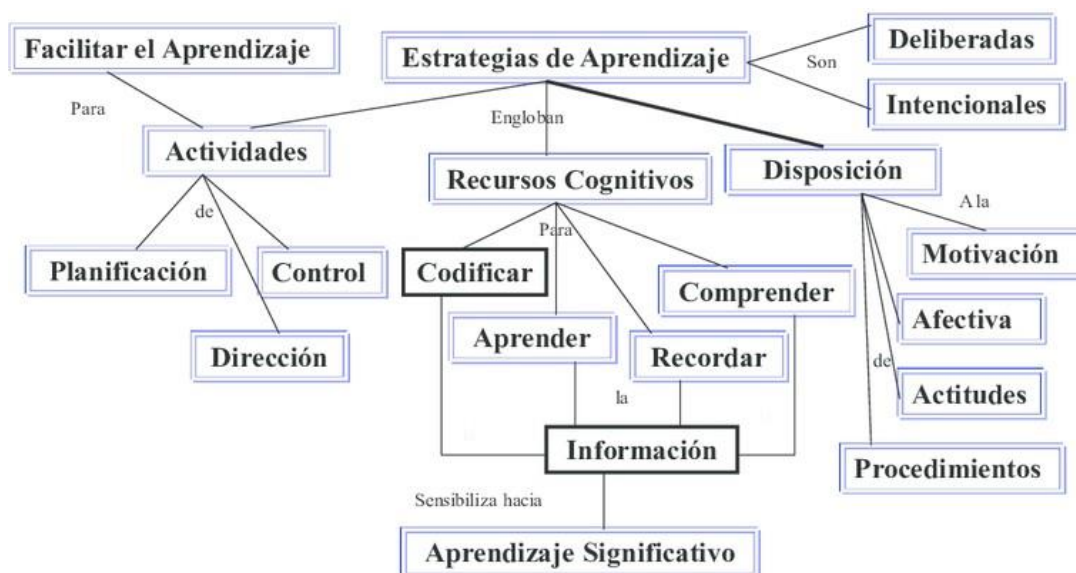 Facilitar el Aprendizaje
Estrategias de Aprendizaje
Deliberadas
Son
Intencionales
Para
Engloban
Actividades
Recursos Cognitivos
Disposición
de
Para
A la
Planificación
Control
Codificar
Comprender
Motivación
Aprender
Afectiva
Dirección
Recordar
de
Actitudes
la
Información
Procedimientos
Sensibiliza hacia
Aprendizaje Significativo